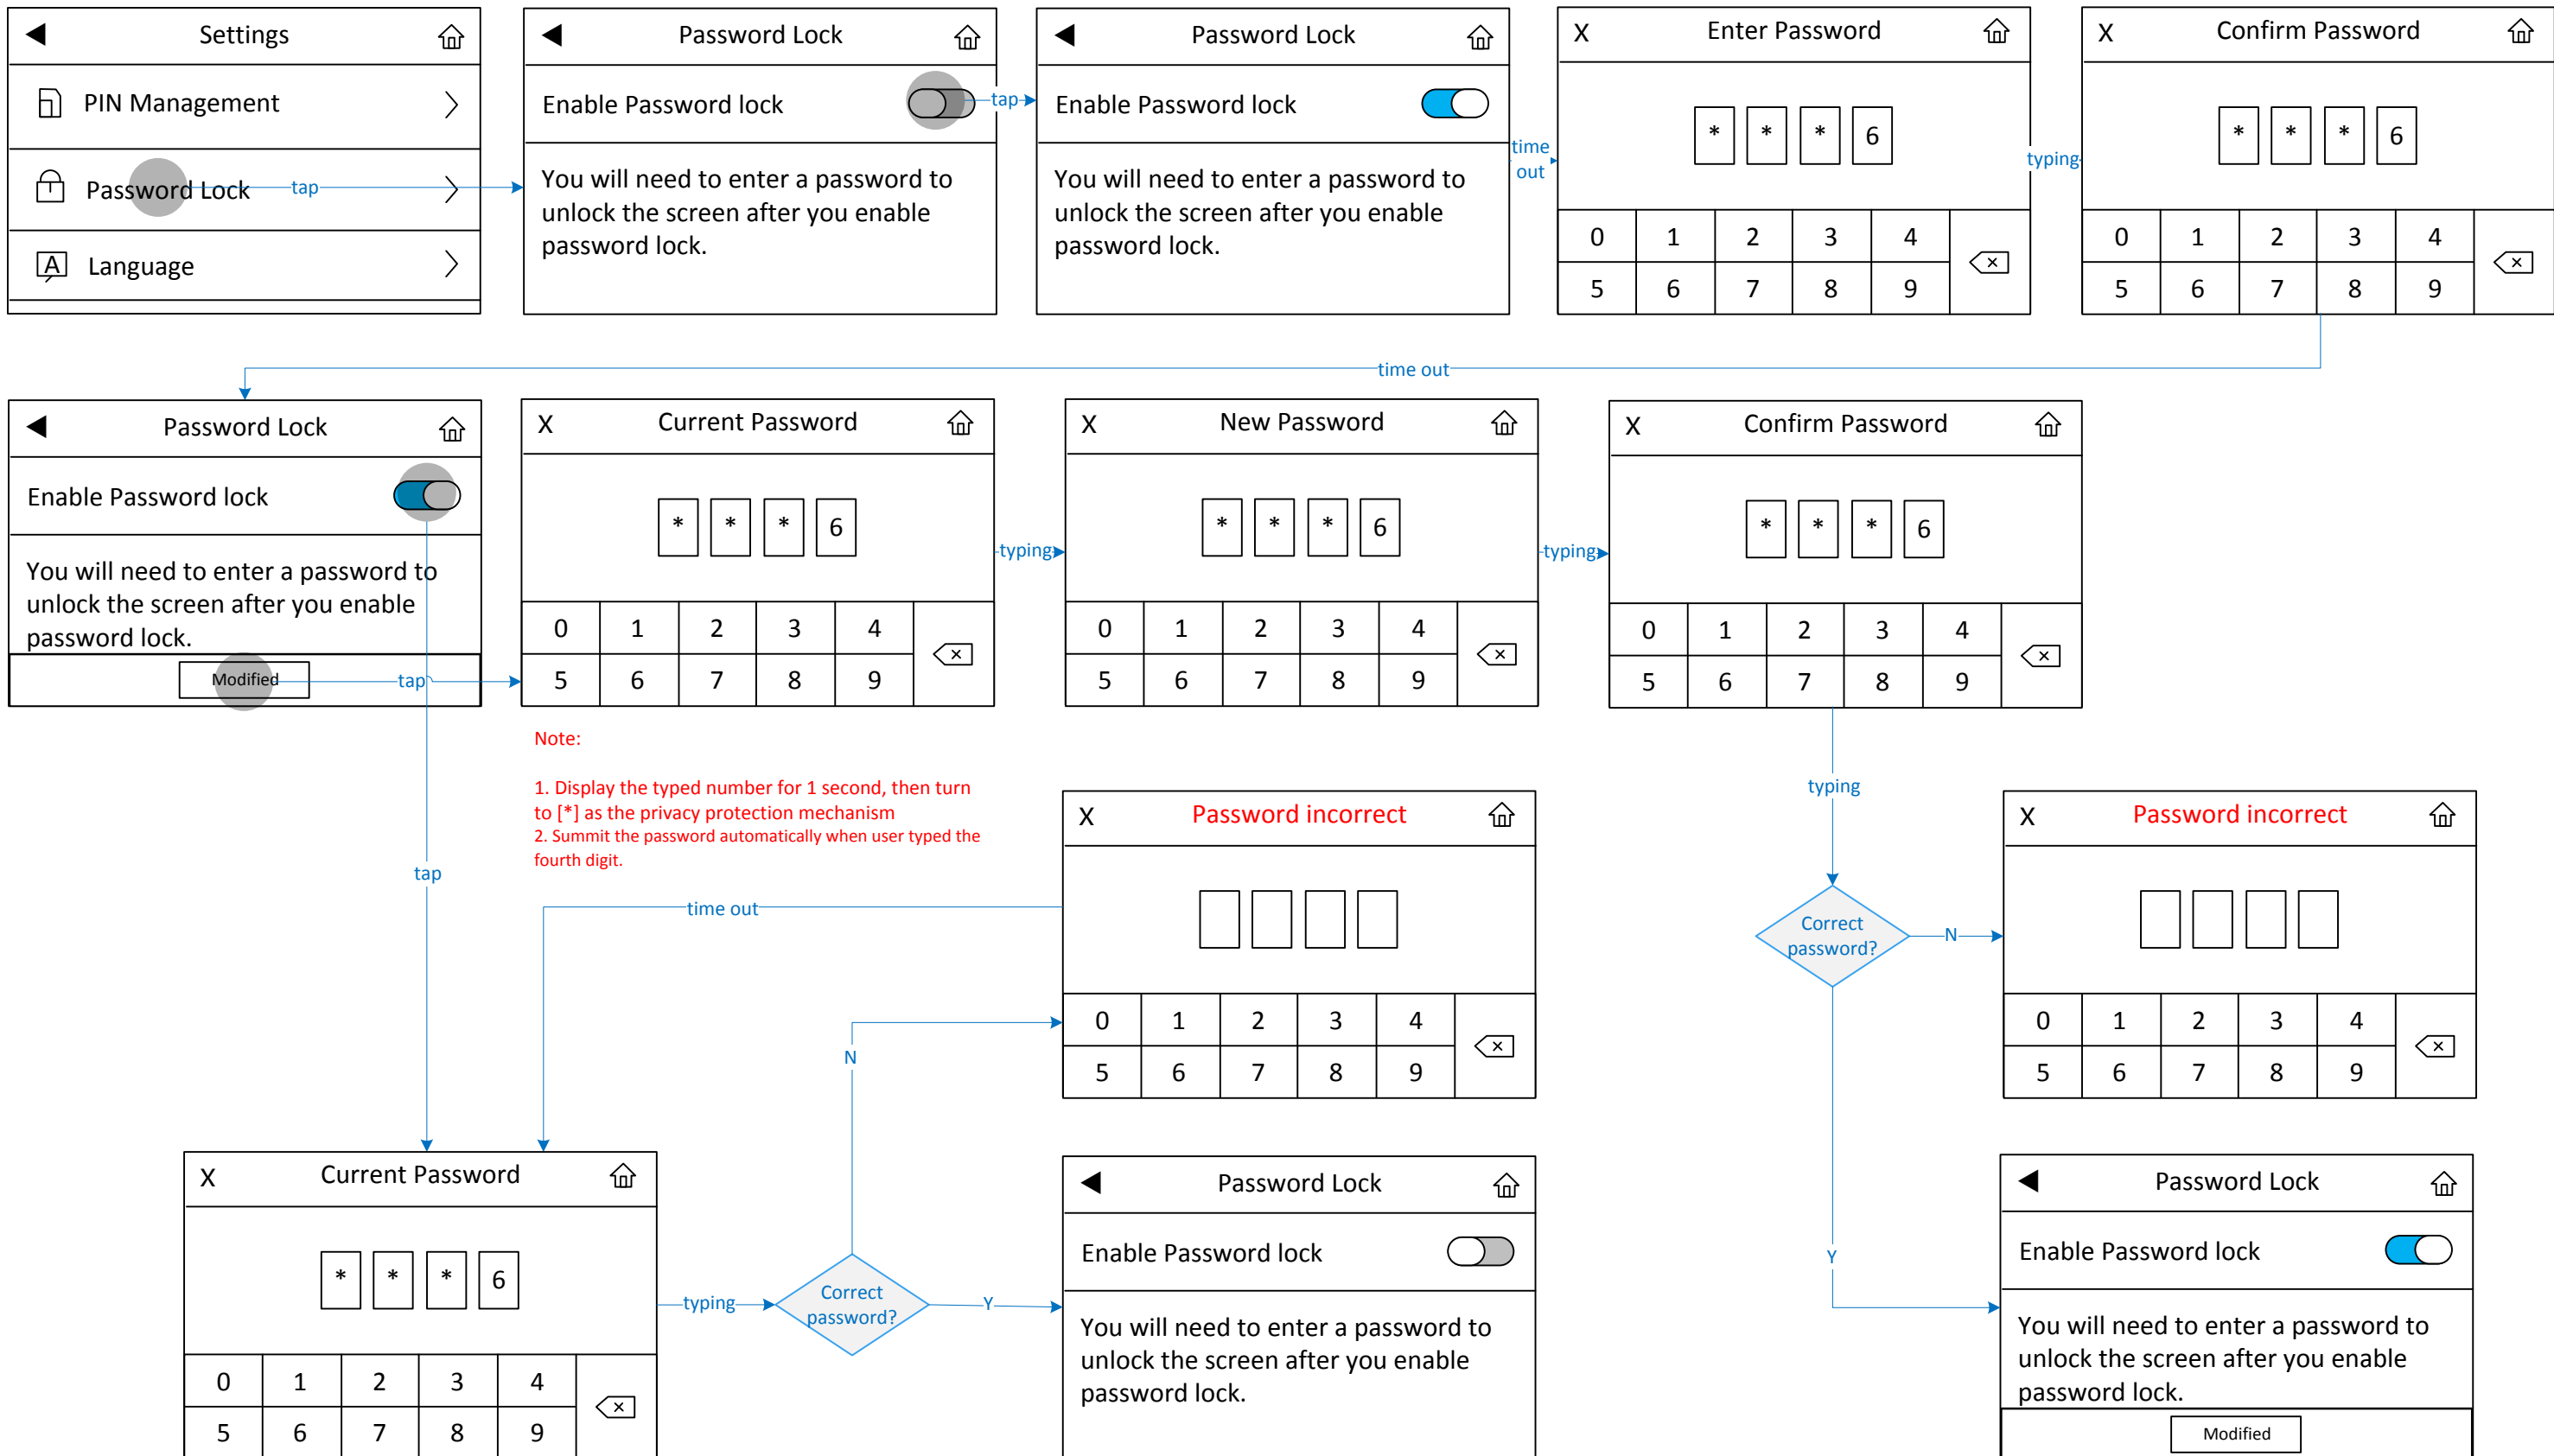 Settings
PIN Management
Password Lock
tap
Language
Password Lock
Enable Password lock
tap
You will need to enter a password to
unlock the screen after you enable
password lock.
Password Lock
Enable Password lock
You will need to enter a password to
unlock the screen after you enable
password lock.
time
out
X Enter Password
* * * 6
0 1 2 3 4
5 6 7 8 9
typing
X Confirm Password
* * * 6
0 1 2 3 4
5 6 7 8 9
time out
Password Lock
Enable Password lock
You will need to enter a password to
unlock the screen after you enable
password lock.
Modified
tap
X Current Password
* * * 6
0 1 2 3 4
5 6 7 8 9
typing
X New Password
* * * 6
0 1 2 3 4
5 6 7 8 9
typing
X Confirm Password
* * * 6
0 1 2 3 4
5 6 7 8 9
Note:
1. Display the typed number for 1 second, then turn
to [*] as the privacy protection mechanism
2. Summit the password automatically when user typed the
fourth digit.
tap
time out
X Password incorrect
0 1 2 3 4
5 6 7 8 9
typing
Correct
password?
N
X Password incorrect
0 1 2 3 4
5 6 7 8 9
N
X Current Password
* * * 6
0 1 2 3 4
5 6 7 8 9
typing
Correct
password?
Y
Password Lock
Enable Password lock
You will need to enter a password to
unlock the screen after you enable
password lock.
Y
Password Lock
Enable Password lock
You will need to enter a password to
unlock the screen after you enable
password lock.
Modified